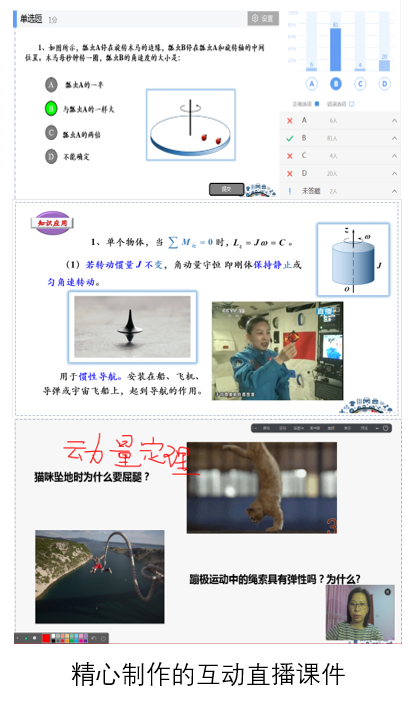 单选题 1分
设置
1、如图所示，瓢虫A停在旋转木马的边缘，瓢虫B停在瓢虫A和旋转轴的中间
位置。木马每秒钟转一圈，瓢虫B的角速度的大小是：
A 瓢虫A的一半
B 与瓢虫A的一样大
C 瓢虫A的两倍
D 不能确定
提交
6 81 4 20
A B C D
正确选项 错误选项
A 6人
B 81人
C 4人
D 20人
未答题 2人
知识应用
1、单个物体，当 ∑ M iz = 0 时，L z = J ω = C 。
（1）若转动惯量 J 不变，角动量守恒 即刚体保持静止或
匀角速转动。
z
ω
J
O
用于惯性导航。安装在船、飞机、
导弹或宇宙飞船上，起到导航的作用。
CCTV
直播
动量定理
猫咪坠地时为什么要屈腿？
3
蹦极运动中的绳索具有弹性吗？为什么？
精心制作的互动直播课件